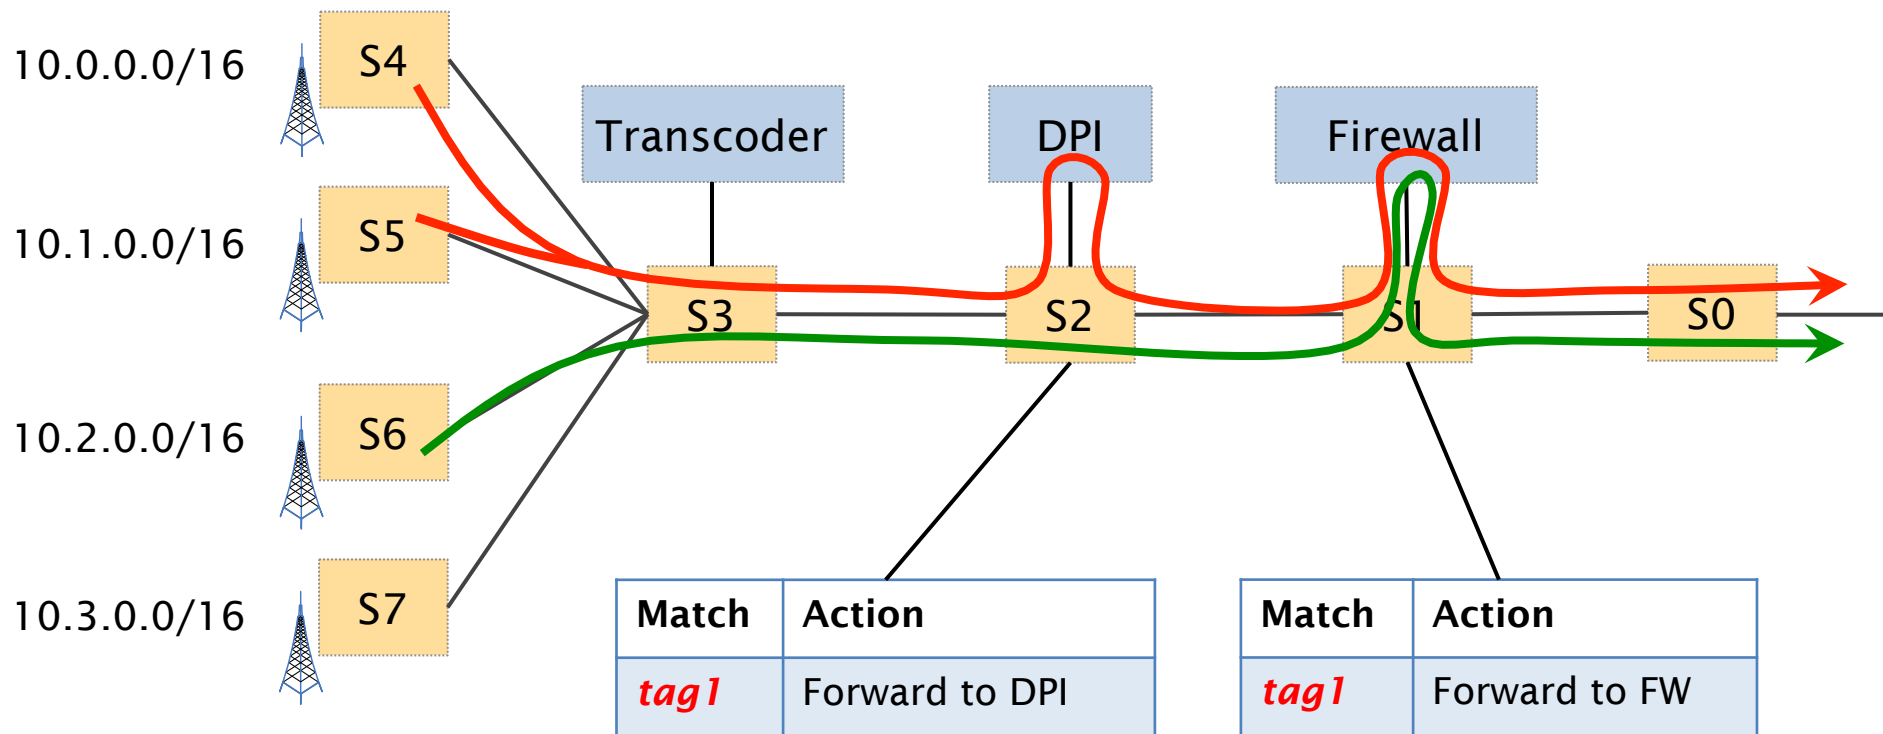 10.0.0.0/16 S4
Transcoder DPI Firewall
10.1.0.0/16 S5
S3 S2 S1 S0
10.2.0.0/16 S6
10.3.0.0/16 S7
Match Action
tag1 Forward to DPI
Match Action
tag1 Forward to FW